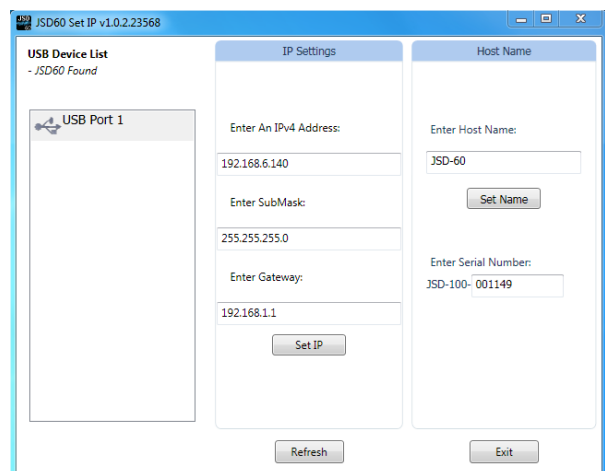 JSD
JSD60 Set IP v1.0.2.23568
USB Device List
- JSD60 Found
USB Port 1
IP Settings
Enter An IPv4 Address:
192.168.6.140
Enter SubMask:
255.255.255.0
Enter Gateway:
192.168.1.1
Set IP
Host Name
Enter Host Name:
JSD-60
Set Name
Enter Serial Number:
JSD-100- 001149
Refresh
Exit